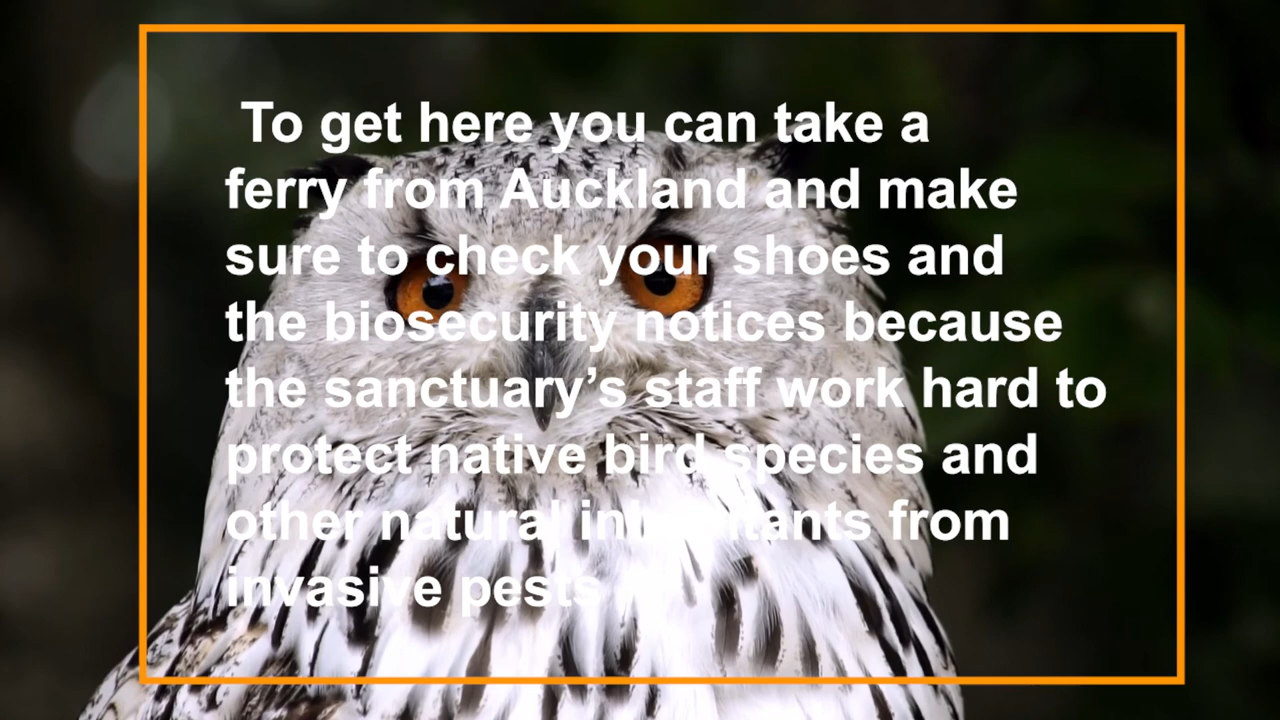 To get here you can take a
ferry from Auckland and make
sure to check your shoes and
the biosecurity notices because
the sanctuary’s staff work hard to
protect native bird species and
other natural inhabitants from
invasive pests